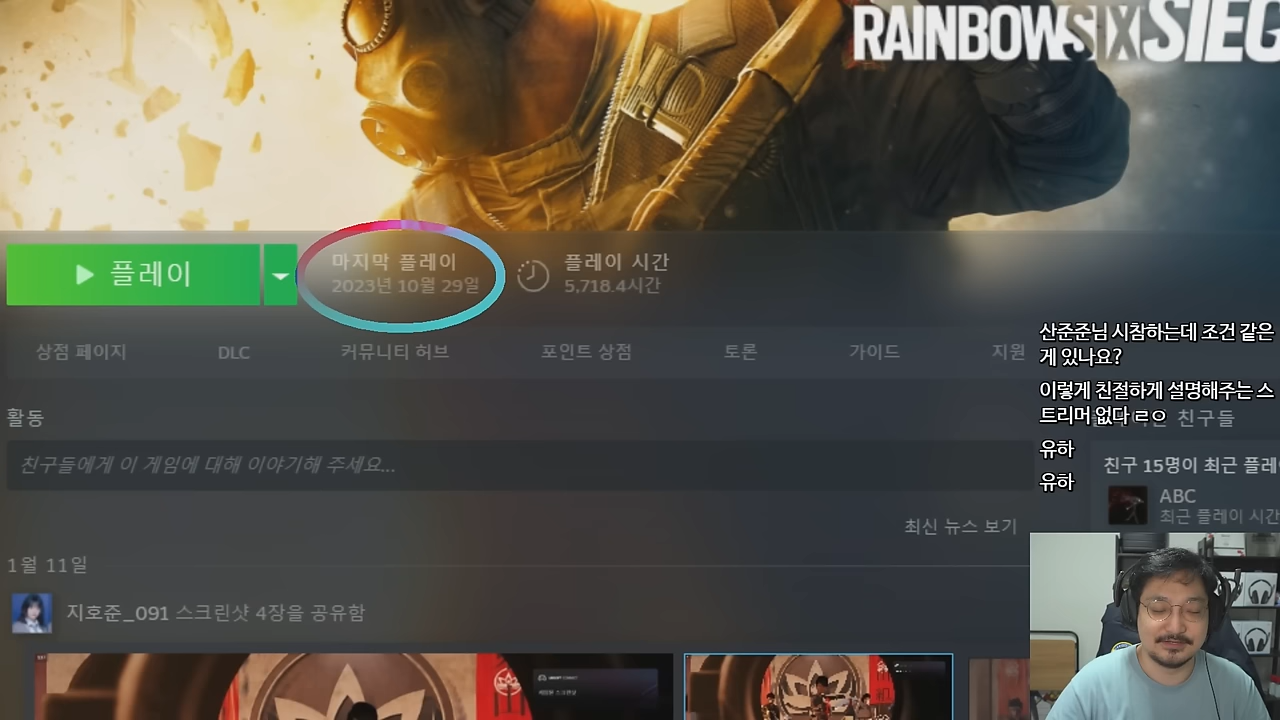 RAINBOWSIXSIEG
플레이
마지막 플레이
2023년 10월 29일
플레이 시간
5,718.4시간
상점 페이지
DLC
커뮤니티 허브
포인트 상점
토론
가이드
지원
산준준님 시참하는데 조건 같은
게 있나요?
이렇게 친절하게 설명해주는 스
트리머 없다 ㄹㅇ
유하
유하
활동
친구들에게 이 게임에 대해 이야기해 주세요...
친구들
친구 15명이 최근 플레이
ABC
최근 플레이 시간
최신 뉴스 보기
1월 11일
지호준_091 스크린샷 4장을 공유함